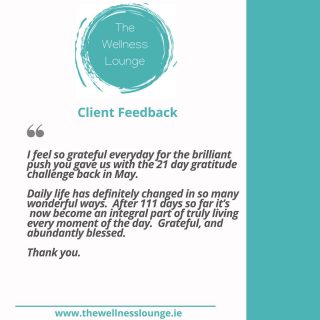 The
Wellness
Lounge
Client Feedback
“
I feel so grateful everyday for the brilliant
push you gave us with the 21 day gratitude
challenge back in May.
Daily life has definitely changed in so many
wonderful ways.  After 111 days so far it’s
now become an integral part of truly living
every moment of the day.  Grateful, and
abundantly blessed.
Thank you.
www.thewellnesslounge.ie